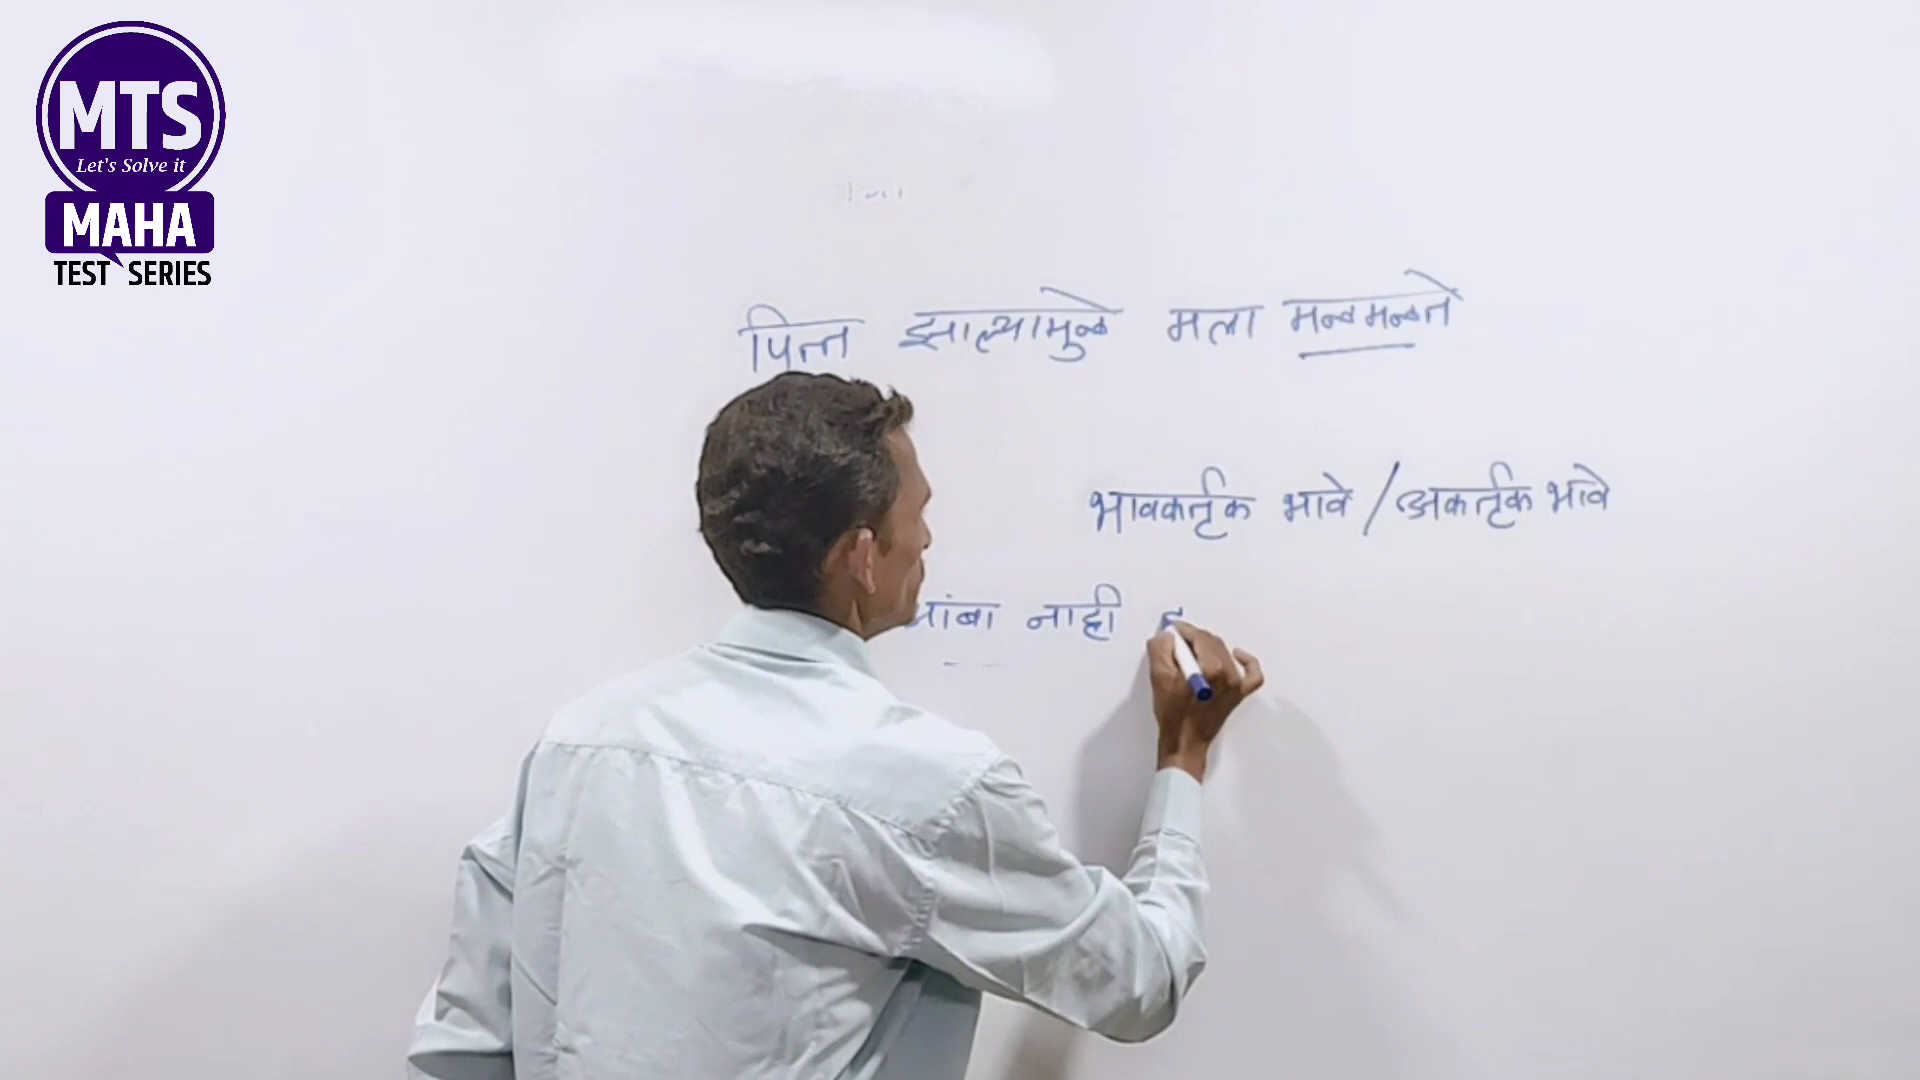 MTS
Let's Solve it
MAHA
TEST SERIES
पित्त झाल्यामुळे मला मळमळते
भावकर्तृक भावे / अकर्तृक भावे
नाही